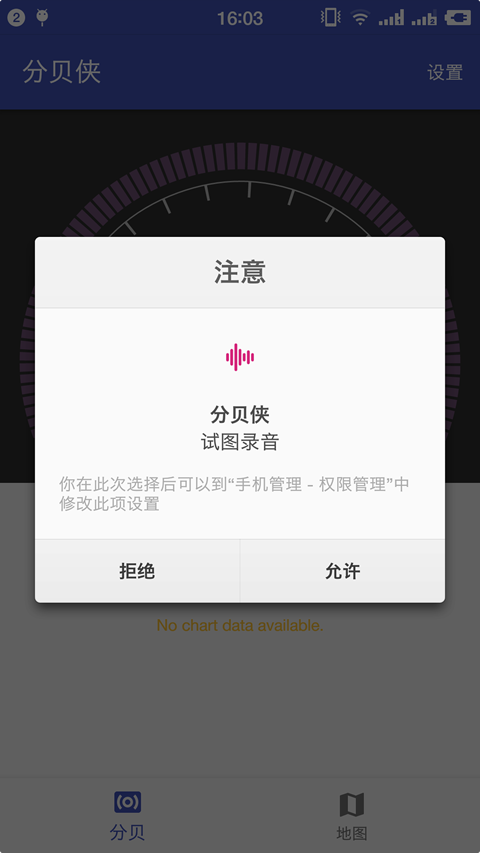 2
16:03
2
分贝侠
设置
注意
分贝侠
试图录音
你在此次选择后可以到“手机管理 - 权限管理”中
修改此项设置
拒绝
允许
No chart data available.
分贝
地图